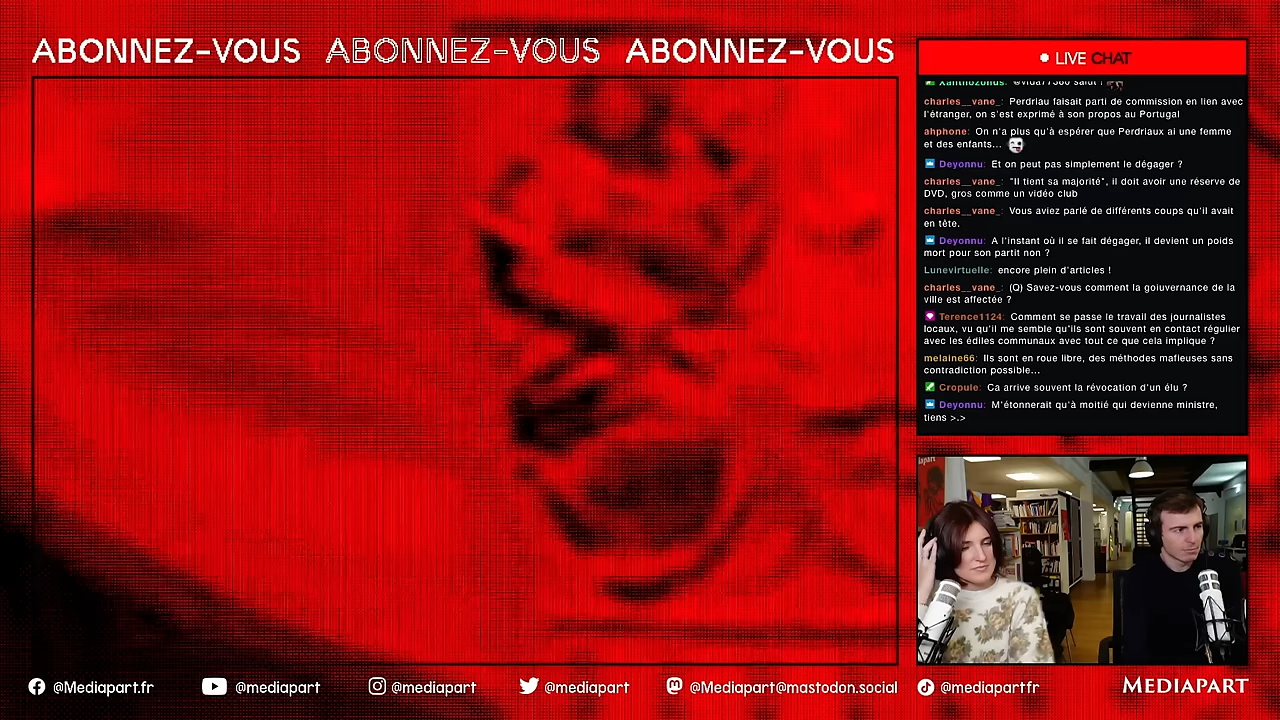 ABONNEZ-VOUS ABONNEZ-VOUS ABONNEZ-VOUS
LIVE CHAT
Xantho2onus: @vida77380 salut !
charles__vane_: Perdriau faisait parti de commission en lien avec
l'étranger, on s'est exprimé à son propos au Portugal
ahphone: On n'a plus qu'à espérer que Perdriaux ai une femme
et des enfants...
Deyonnu: Et on peut pas simplement le dégager ?
charles__vane_: "Il tient sa majorité", il doit avoir une réserve de
DVD, gros comme un vidéo club
charles__vane_: Vous aviez parlé de différents coups qu'il avait
en tête.
Deyonnu: A l'instant où il se fait dégager, il devient un poids
mort pour son partit non ?
Lunevirtuelle: encore plein d'articles !
charles__vane_: (Q) Savez-vous comment la goiuvernance de la
ville est affectée ?
Terence1124: Comment se passe le travail des journalistes
locaux, vu qu'il me semble qu'ils sont souvent en contact régulier
avec les édiles communaux avec tout ce que cela implique ?
melaine66: Ils sont en roue libre, des méthodes mafieuses sans
contradiction possible...
Cropule: Ca arrive souvent la révocation d'un élu ?
Deyonnu: M'étonnerait qu'à moitié qui devienne ministre,
tiens >.>
@Mediapart.fr @mediapart @mediapart @mediapart @Mediapart@mastodon.social @mediapartfr MEDIAPART